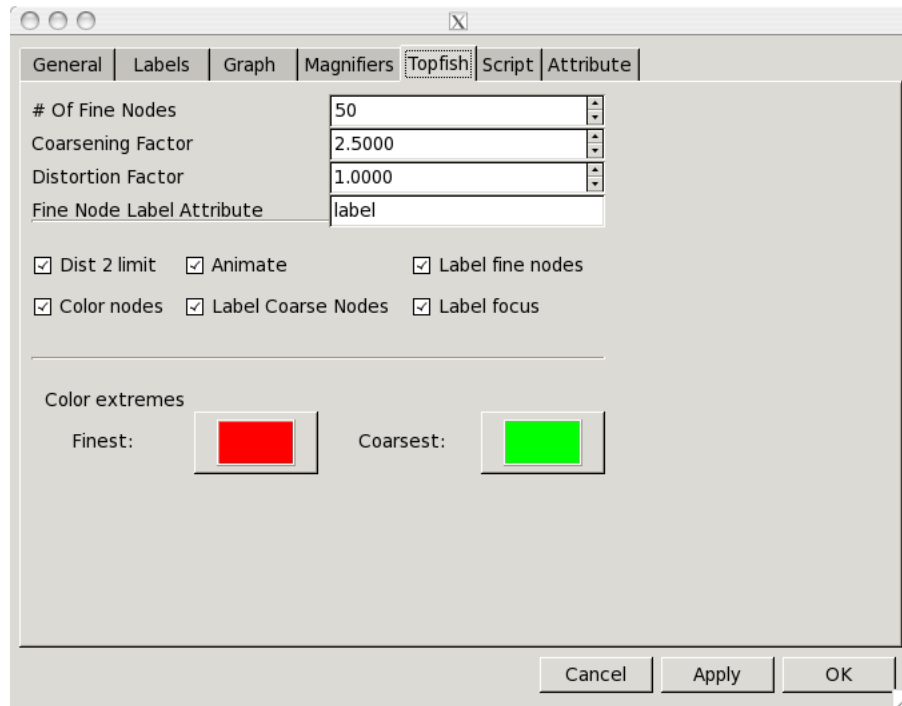 X
General Labels Graph Magnifiers Topfish Script Attribute
# Of Fine Nodes 50
Coarsening Factor 2.5000
Distortion Factor 1.0000
Fine Node Label Attribute label
Dist 2 limit Animate Label fine nodes
Color nodes Label Coarse Nodes Label focus
Color extremes
Finest: Coarsest:
Cancel Apply OK